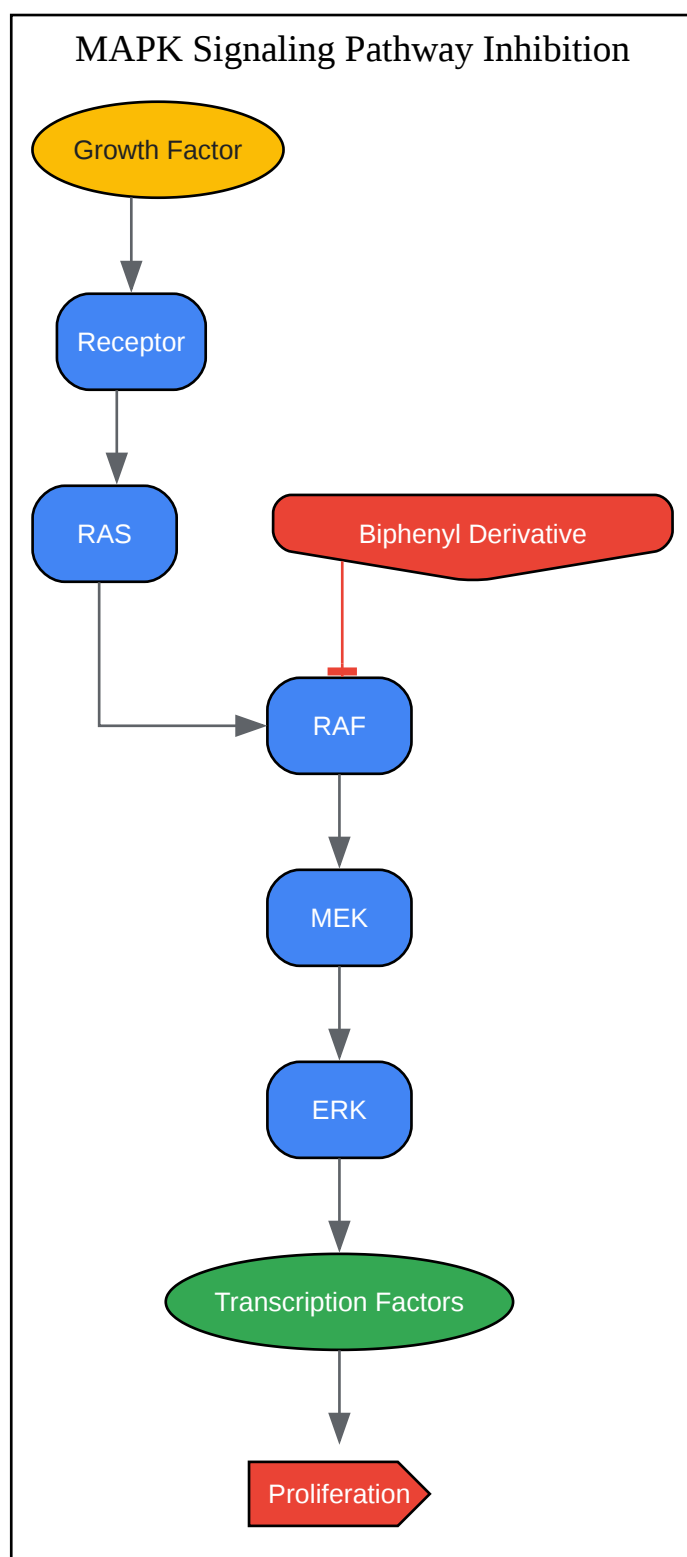 MAPK Signaling Pathway Inhibition
Growth Factor
Receptor
RAS
Biphenyl Derivative
RAF
MEK
ERK
Transcription Factors
Proliferation